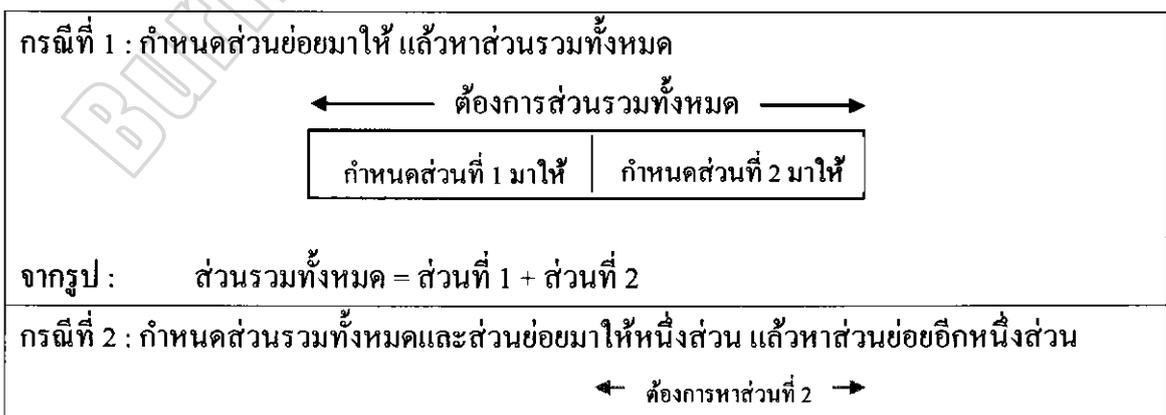 กรณีที่ 1 : กำหนดส่วนย่อยมาให้ แล้วหาส่วนรวมทั้งหมด
ต้องการส่วนรวมทั้งหมด
กำหนดส่วนที่ 1 มาให้ กำหนดส่วนที่ 2 มาให้
จากรูป : ส่วนรวมทั้งหมด = ส่วนที่ 1 + ส่วนที่ 2
กรณีที่ 2 : กำหนดส่วนรวมทั้งหมดและส่วนย่อยมาให้หนึ่งส่วน แล้วหาส่วนย่อยอีกหนึ่งส่วน
ต้องการหาส่วนที่ 2